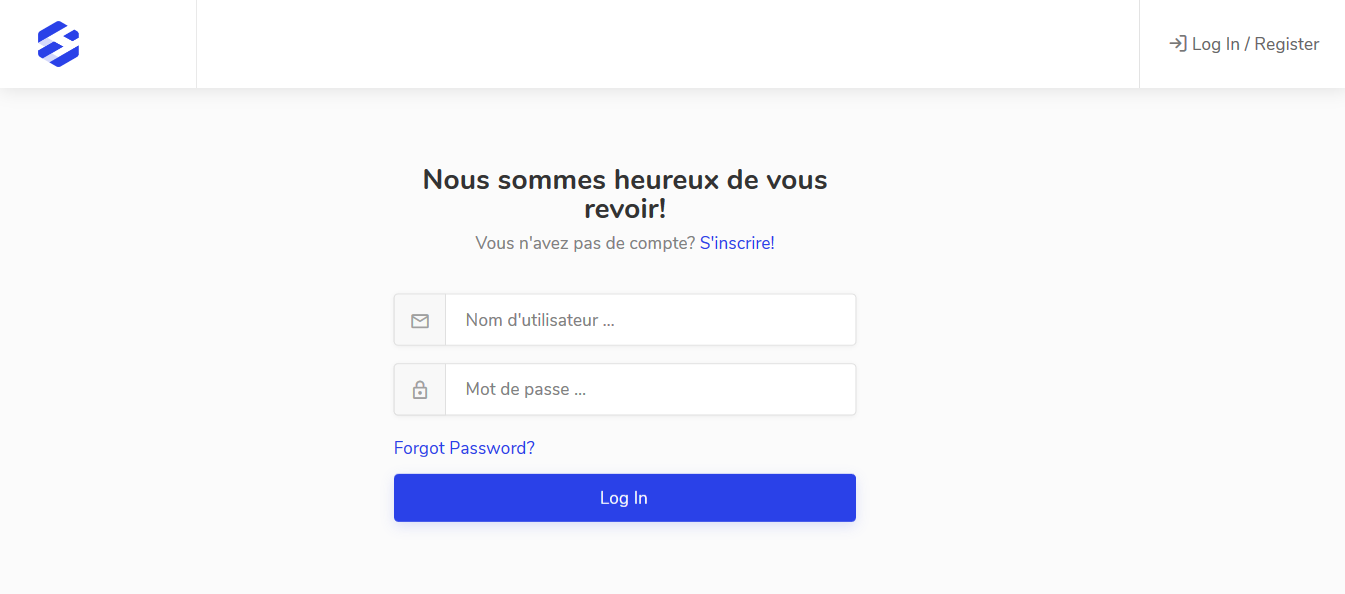 Log In / Register
Nous sommes heureux de vous
revoir!
Vous n'avez pas de compte? S'inscrire!
Nom d'utilisateur ...
Mot de passe ...
Forgot Password?
Log In